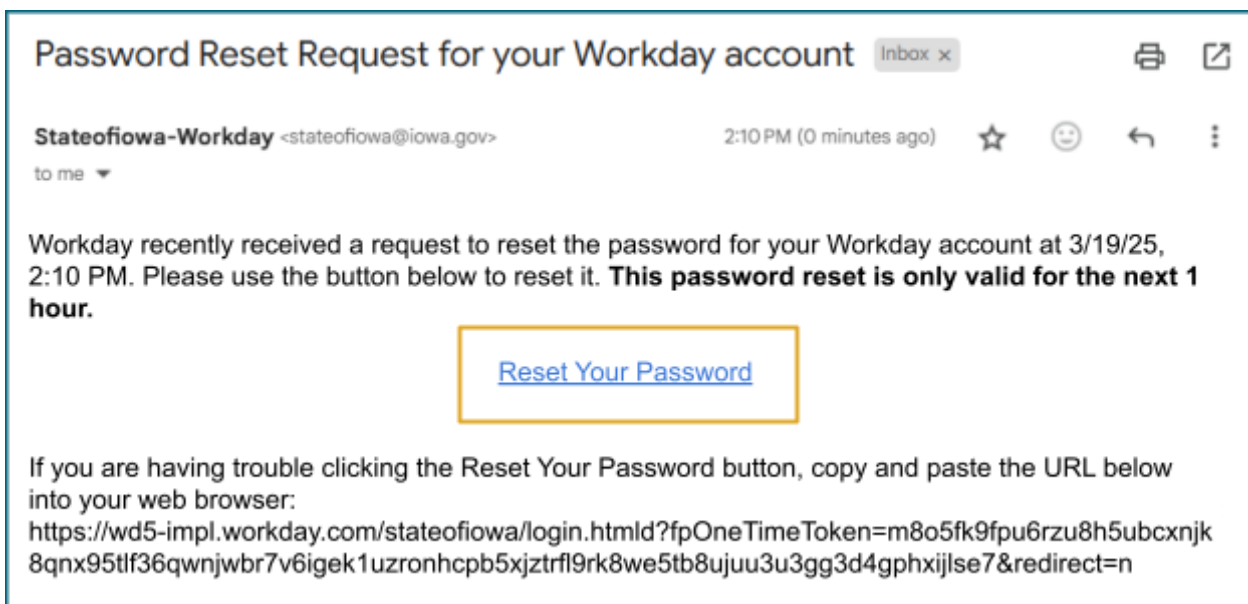 Password Reset Request for your Workday account Inbox ×
Stateofiowa-Workday <stateofiowa@iowa.gov> 2:10 PM (0 minutes ago)
to me
Workday recently received a request to reset the password for your Workday account at 3/19/25,
2:10 PM. Please use the button below to reset it. This password reset is only valid for the next 1
hour.
Reset Your Password
If you are having trouble clicking the Reset Your Password button, copy and paste the URL below
into your web browser:
https://wd5-impl.workday.com/stateofiowa/login.htmld?fpOneTimeToken=m8o5fk9fpu6rzu8h5ubcxnjk
8qnx95tlf36qwnjwbr7v6igek1uzronhcpb5xjztrfl9rk8we5tb8ujuu3u3gg3d4gphxijlse7&redirect=n